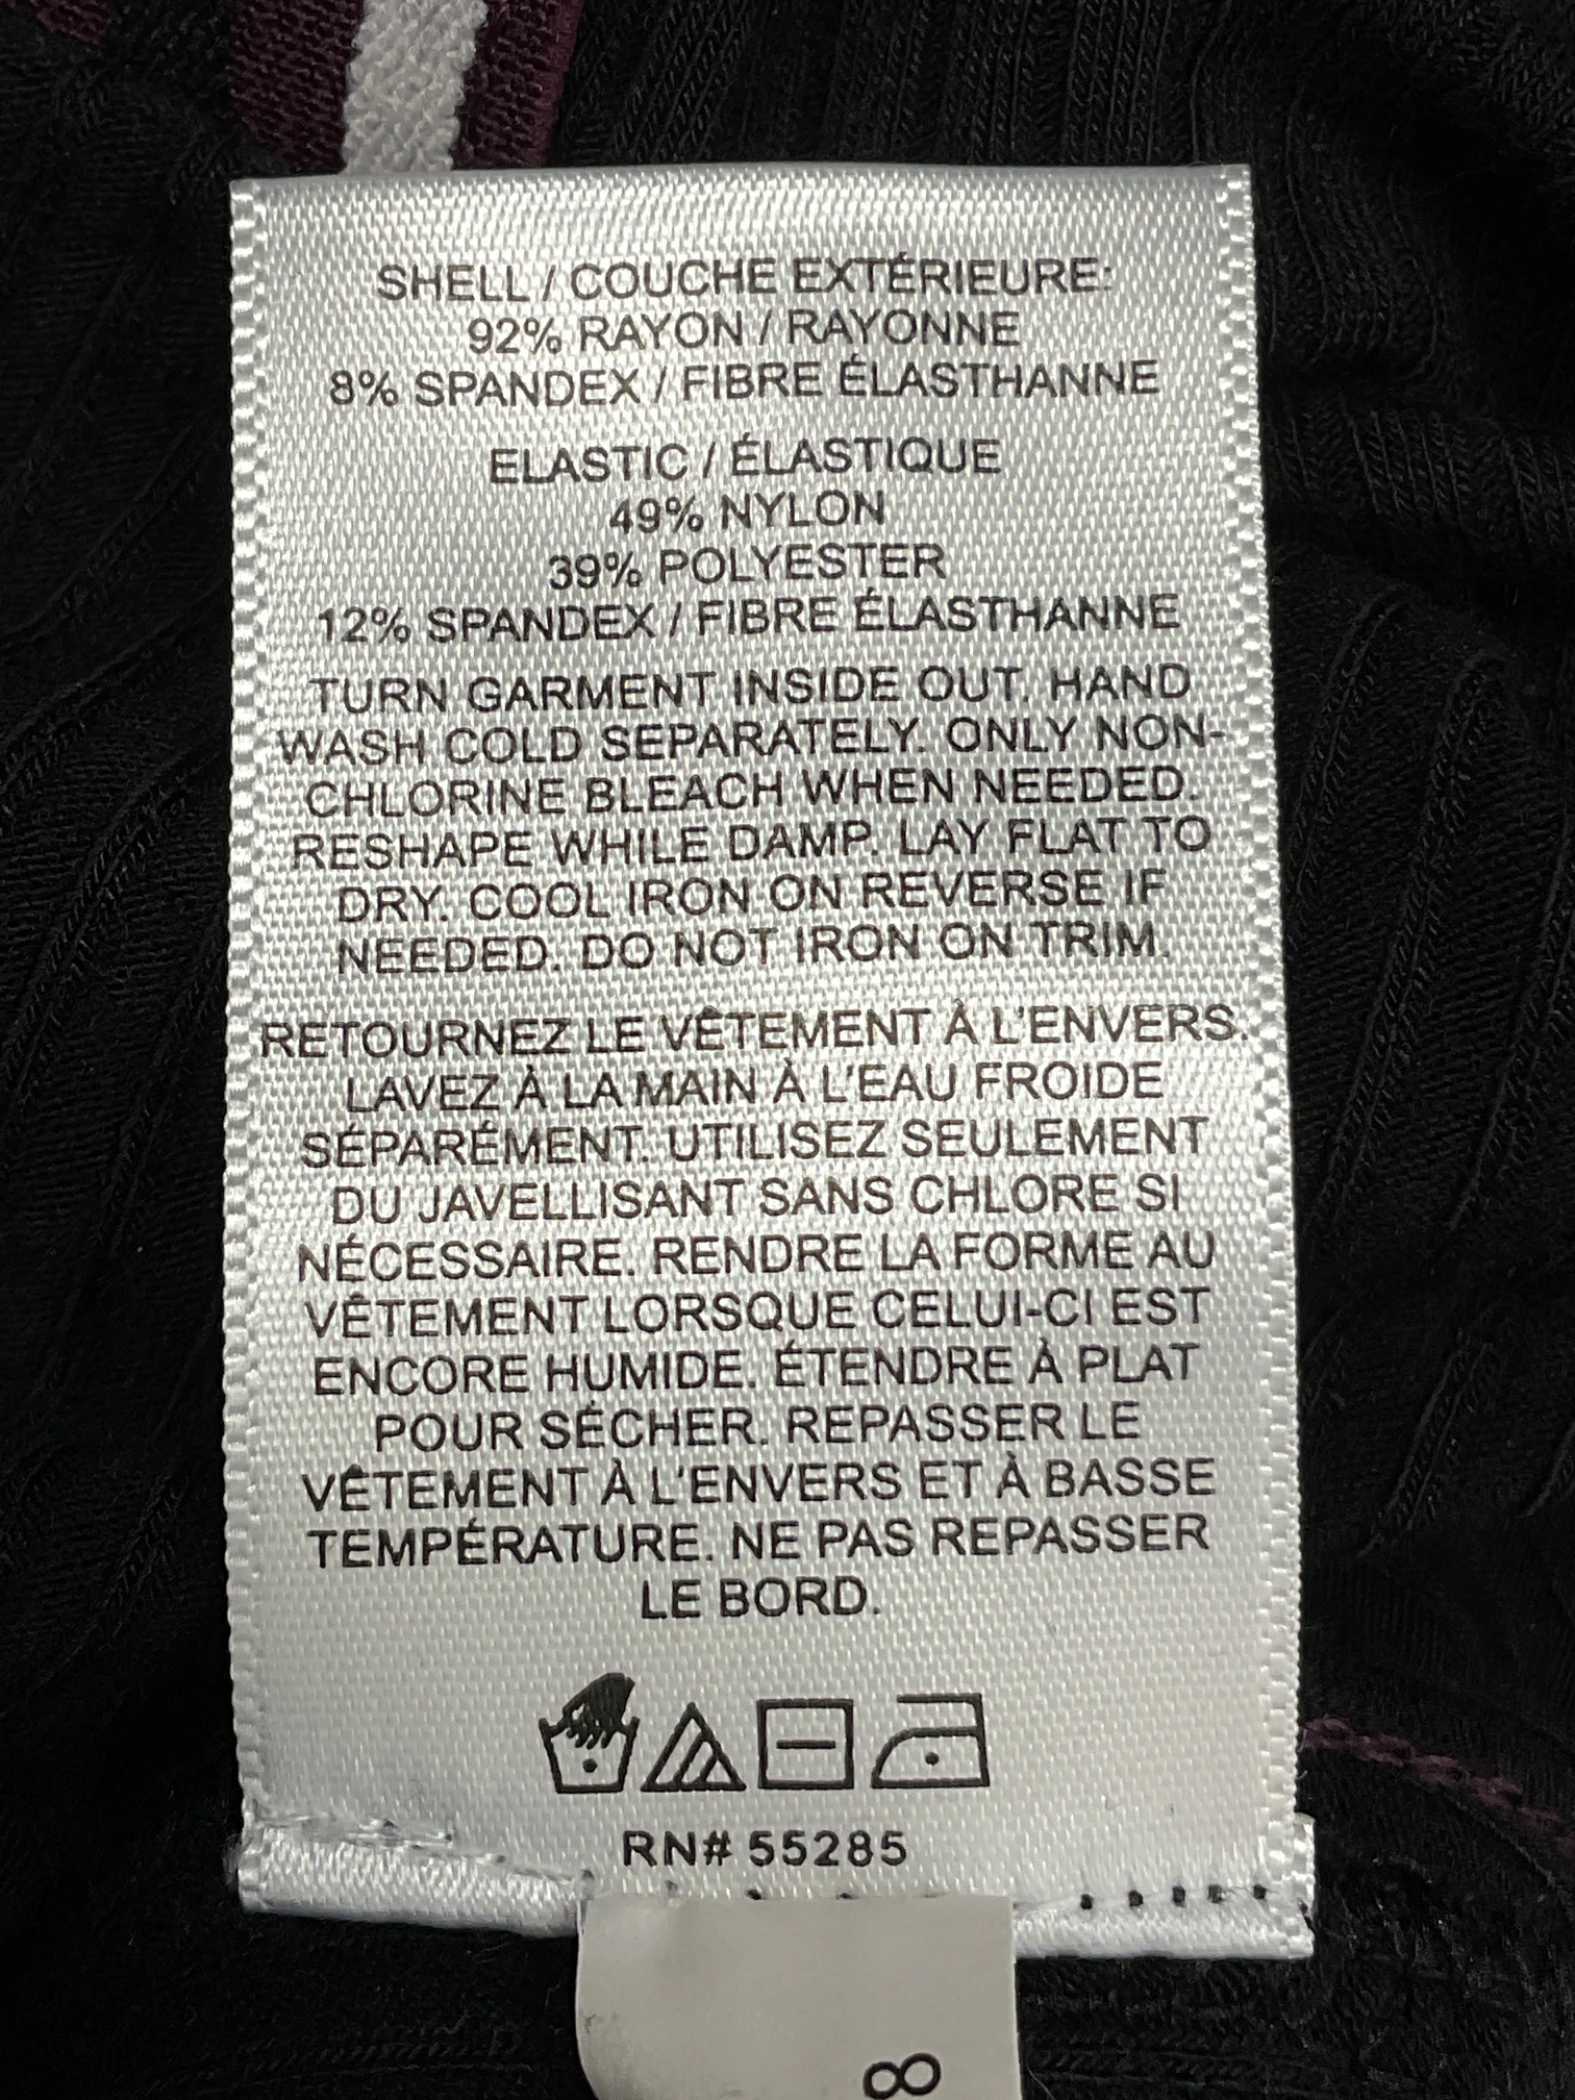 SHELL / COUCHE EXTÉRIEURE:
92% RAYON / RAYONNE
8% SPANDEX / FIBRE ÉLASTHANNE
ELASTIC / ÉLASTIQUE
49% NYLON
39% POLYESTER
12% SPANDEX / FIBRE ÉLASTHANNE
TURN GARMENT INSIDE OUT. HAND
WASH COLD SEPARATELY. ONLY NON-
CHLORINE BLEACH WHEN NEEDED.
RESHAPE WHILE DAMP. LAY FLAT TO
DRY. COOL IRON ON REVERSE IF
NEEDED. DO NOT IRON ON TRIM.
RETOURNEZ LE VÊTEMENT À L'ENVERS.
LAVEZ À LA MAIN À L'EAU FROIDE
SÉPARÉMENT. UTILISEZ SEULEMENT
DU JAVELLISANT SANS CHLORE SI
NÉCESSAIRE. RENDRE LA FORME AU
VÊTEMENT LORSQUE CELUI-CI EST
ENCORE HUMIDE. ÉTENDRE À PLAT
POUR SÉCHER. REPASSER LE
VÊTEMENT À L'ENVERS ET À BASSE
TEMPÉRATURE. NE PAS REPASSER
LE BORD.
RN# 55285
8